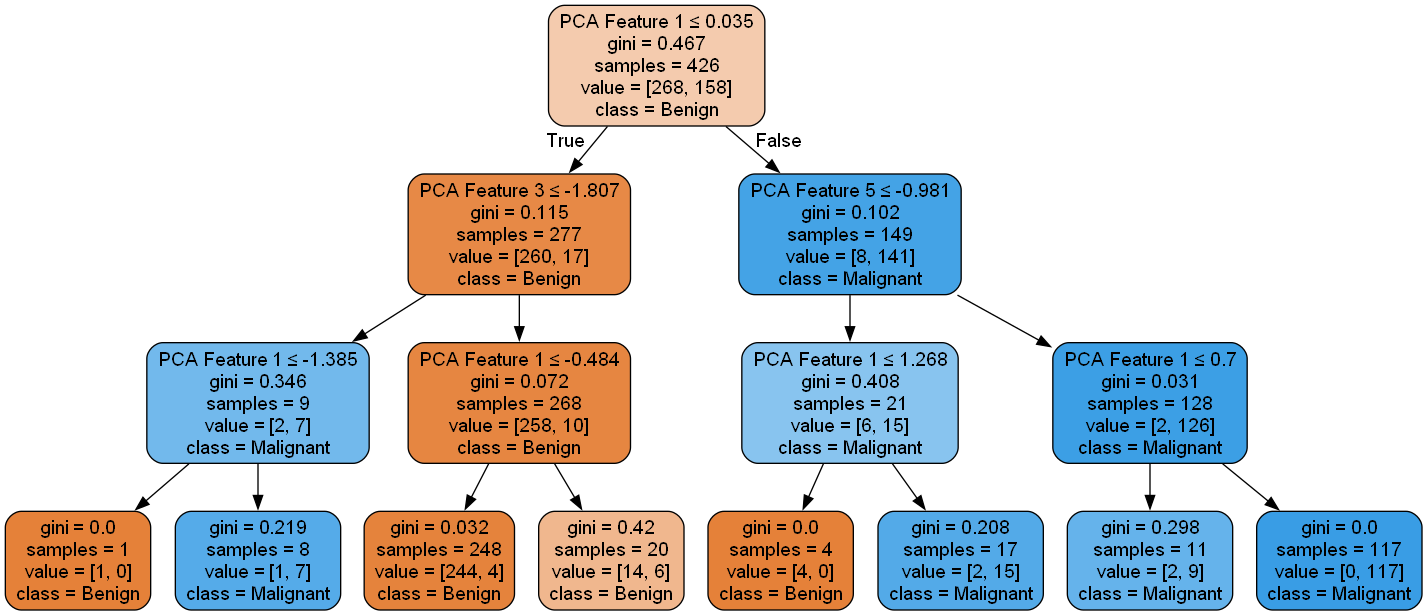 PCA Feature 1 ≤ 0.035
gini = 0.467
samples = 426
value = [268, 158]
class = Benign
True
False
PCA Feature 3 ≤ -1.807
gini = 0.115
samples = 277
value = [260, 17]
class = Benign
PCA Feature 5 ≤ -0.981
gini = 0.102
samples = 149
value = [8, 141]
class = Malignant
PCA Feature 1 ≤ -1.385
gini = 0.346
samples = 9
value = [2, 7]
class = Malignant
PCA Feature 1 ≤ -0.484
gini = 0.072
samples = 268
value = [258, 10]
class = Benign
PCA Feature 1 ≤ 1.268
gini = 0.408
samples = 21
value = [6, 15]
class = Malignant
PCA Feature 1 ≤ 0.7
gini = 0.031
samples = 128
value = [2, 126]
class = Malignant
gini = 0.0
samples = 1
value = [1, 0]
class = Benign
gini = 0.219
samples = 8
value = [1, 7]
class = Malignant
gini = 0.032
samples = 248
value = [244, 4]
class = Benign
gini = 0.42
samples = 20
value = [14, 6]
class = Benign
gini = 0.0
samples = 4
value = [4, 0]
class = Benign
gini = 0.208
samples = 17
value = [2, 15]
class = Malignant
gini = 0.298
samples = 11
value = [2, 9]
class = Malignant
gini = 0.0
samples = 117
value = [0, 117]
class = Malignant